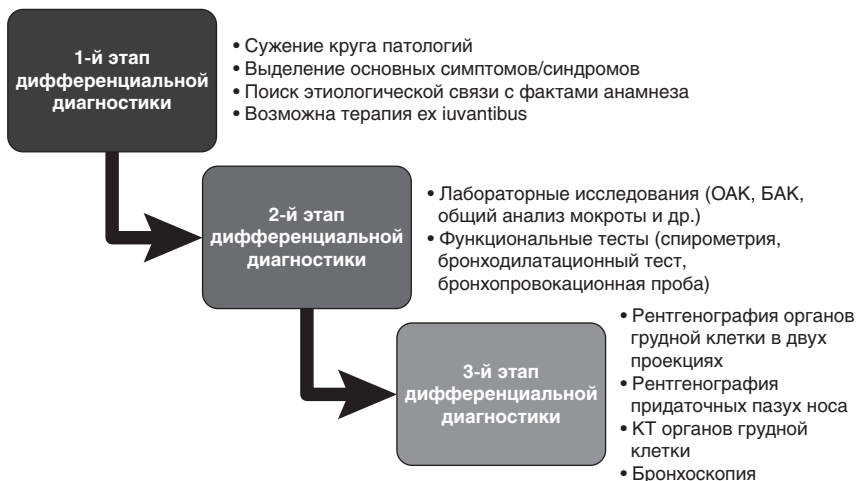 1-й этап
дифференциальной
диагностики
• Сужение круга патологий
• Выделение основных симптомов/синдромов
• Поиск этиологической связи с фактами анамнеза
• Возможна терапия ex iuvantibus
2-й этап
дифференциальной
диагностики
• Лабораторные исследования (ОАК, БАК,
общий анализ мокроты и др.)
• Функциональные тесты (спирометрия,
бронходилатационный тест,
бронхопровокационная проба)
3-й этап
дифференциальной
диагностики
• Рентгенография органов
грудной клетки в двух
проекциях
• Рентгенография
придаточных пазух носа
• КТ органов грудной
клетки
• Бронхоскопия